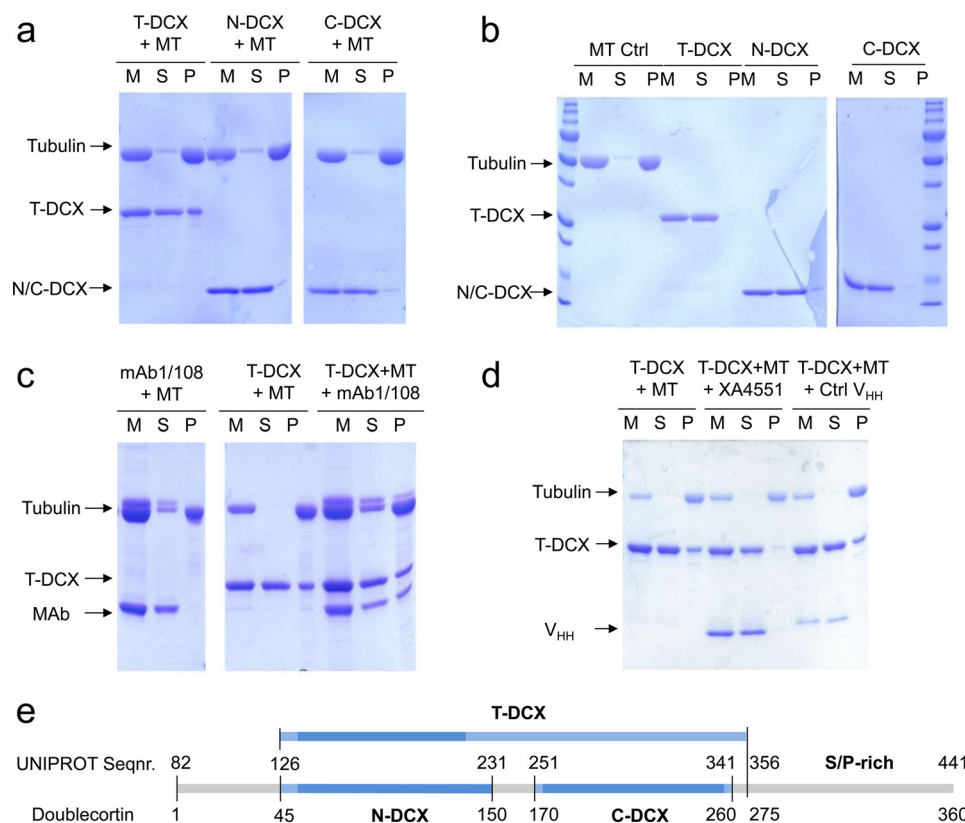 a
T-DCX N-DCX C-DCX
+ MT + MT + MT
M S P M S P M S P
Tubulin
T-DCX
N/C-DCX
b
MT Ctrl T-DCX N-DCX C-DCX
M S P M S P M S P M S P
Tubulin
T-DCX
N/C-DCX
c
mAb1/108 T-DCX T-DCX+MT
+ MT + MT + mAb1/108
M S P M S P M S P
Tubulin
T-DCX
MAb
d
T-DCX T-DCX+MT T-DCX+MT
+ MT + XA4551 + Ctrl VHH
M S P M S P M S P
Tubulin
T-DCX
VHH
e
T-DCX
UNIPROT Seqnr. 82 126 231 251 341 356 S/P-rich 441
Doublecortin 1 45 N-DCX 150 170 C-DCX 260 275 360